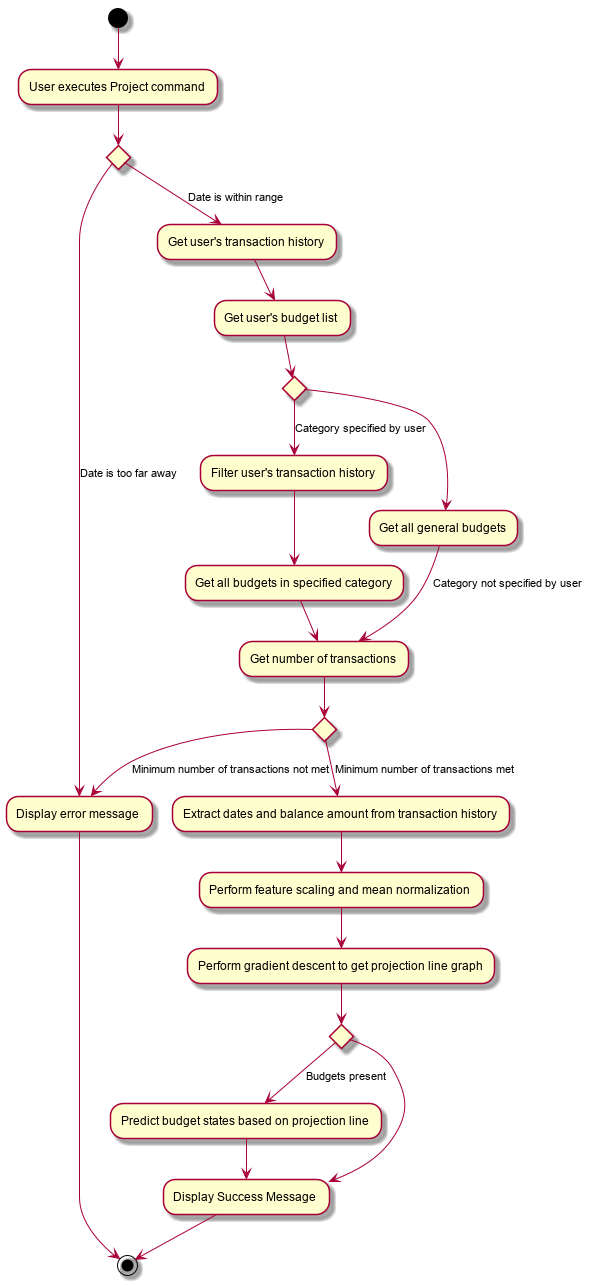 User executes Project command
Date is within range
Get user's transaction history
Get user's budget list
Category specified by user
Filter user's transaction history
Date is too far away
Get all general budgets
Get all budgets in specified category
Category not specified by user
Get number of transactions
Minimum number of transactions not met
Minimum number of transactions met
Display error message
Extract dates and balance amount from transaction history
Perform feature scaling and mean normalization
Perform gradient descent to get projection line graph
Budgets present
Predict budget states based on projection line
Display Success Message